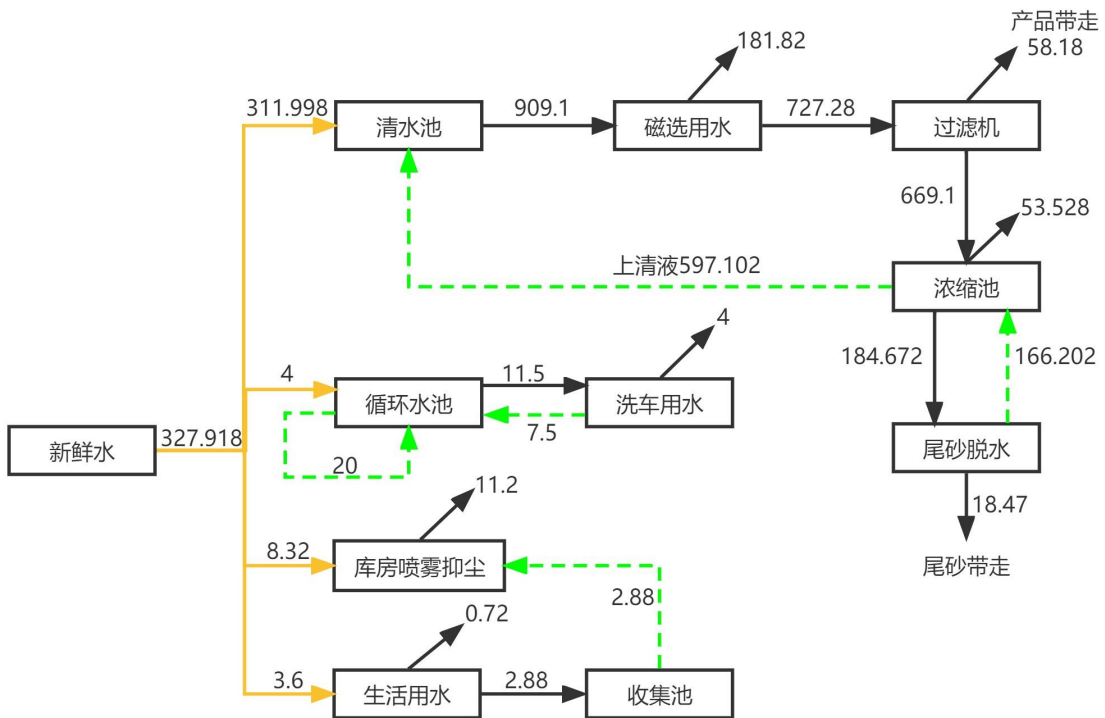 产品带走
181.82
58.18
311.998
清水池
909.1
磁选用水
727.28
过滤机
669.1
53.528
上清液597.102
浓缩池
4
184.672
166.202
4
循环水池
11.5
洗车用水
7.5
新鲜水
327.918
20
尾砂脱水
11.2
18.47
8.32
库房喷雾抑尘
尾砂带走
2.88
0.72
3.6
生活用水
2.88
收集池